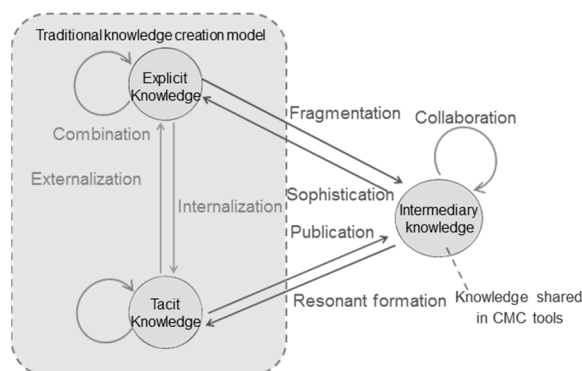 Traditional knowledge creation model
Explicit
Knowledge
Fragmentation
Collaboration
Combination
Externalization
Internalization
Sophistication
Intermediary
knowledge
Publication
Tacit
Knowledge
Resonant formation
Knowledge shared
in CMC tools